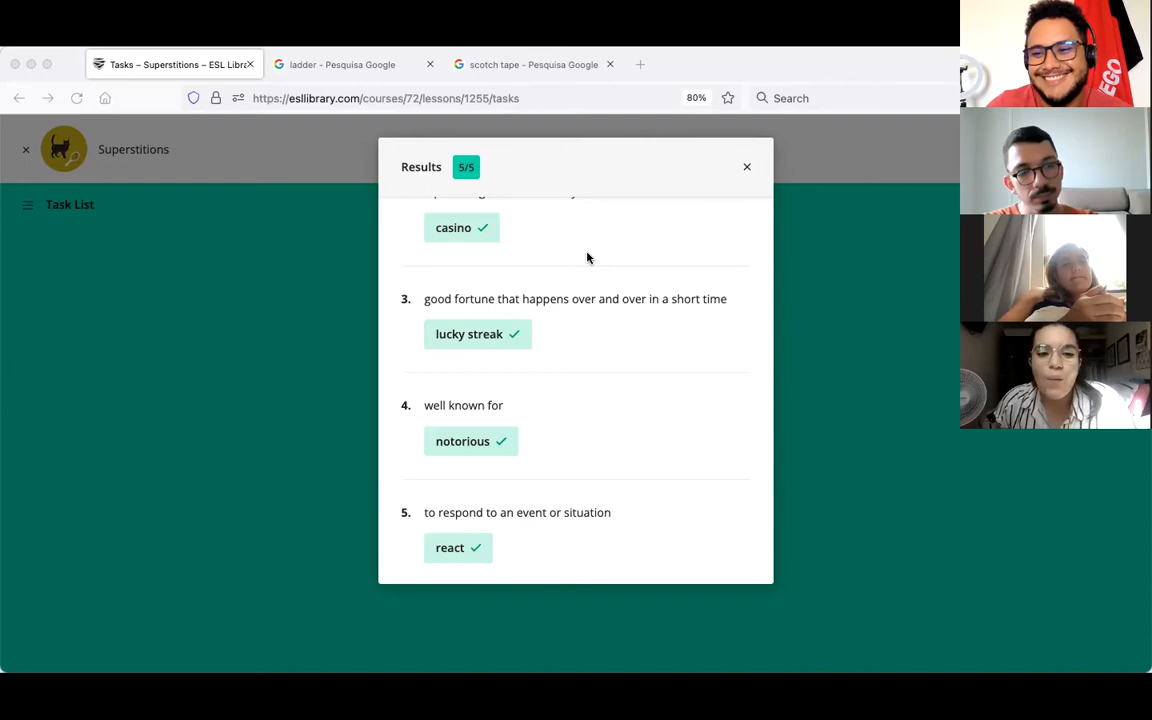 Tasks – Superstitions – ESL Libra
ladder - Pesquisa Google
scotch tape - Pesquisa Google
https://esllibrary.com/courses/72/lessons/1255/tasks
80%
Search
Superstitions
Task List
Results 5/5
casino
3. good fortune that happens over and over in a short time
lucky streak
4. well known for
notorious
5. to respond to an event or situation
react